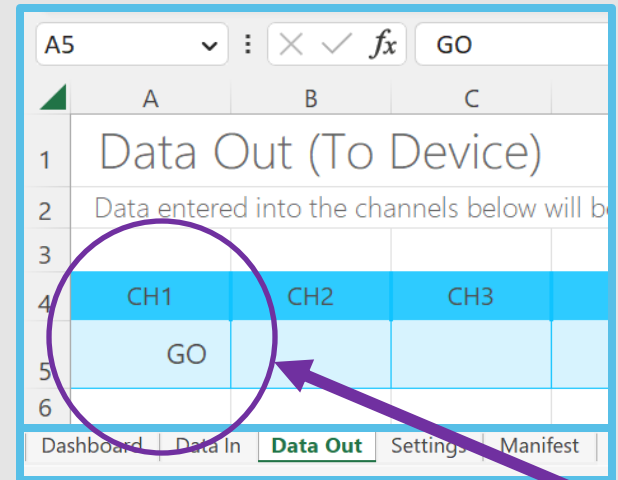 A5 fx GO
A B C
1 Data Out (To Device)
2 Data entered into the channels below will
3
4 CH1 CH2 CH3
5 GO
6
Dashboard Data In Data Out Settings Manifest